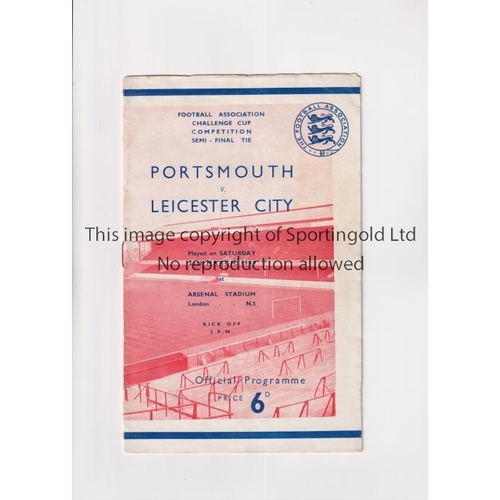 FOOTBALL ASSOCIATION
CHALLENGE CUP
COMPETITION
SEMI - FINAL TIE
THE FOOTBALL ASSOCIATION
PORTSMOUTH
v.
LEICESTER CITY
This image copyright of Sportingold Ltd
Played on SATURDAY
No reproduction allowed
at
ARSENAL STADIUM
London . . N.5
KICK OFF
3 P.M.
Official Programme
PRICE 6D